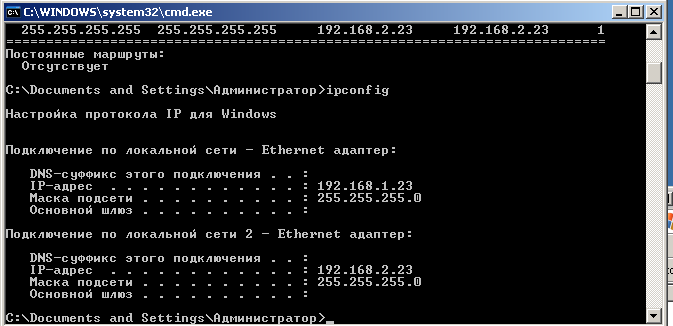 C:\WINDOWS\system32\cmd.exe
255.255.255.255  255.255.255.255     192.168.2.23    192.168.2.23      1
===========================================================================
Постоянные маршруты:
  Отсутствует
C:\Documents and Settings\Администратор>ipconfig
Настройка протокола IP для Windows
Подключение по локальной сети - Ethernet адаптер:
   DNS-суффикс этого подключения . . :
   IP-адрес  . . . . . . . . . . . . : 192.168.1.23
   Маска подсети . . . . . . . . . . : 255.255.255.0
   Основной шлюз . . . . . . . . . . :
Подключение по локальной сети 2 - Ethernet адаптер:
   DNS-суффикс этого подключения . . :
   IP-адрес  . . . . . . . . . . . . : 192.168.2.23
   Маска подсети . . . . . . . . . . : 255.255.255.0
   Основной шлюз . . . . . . . . . . :
C:\Documents and Settings\Администратор>_